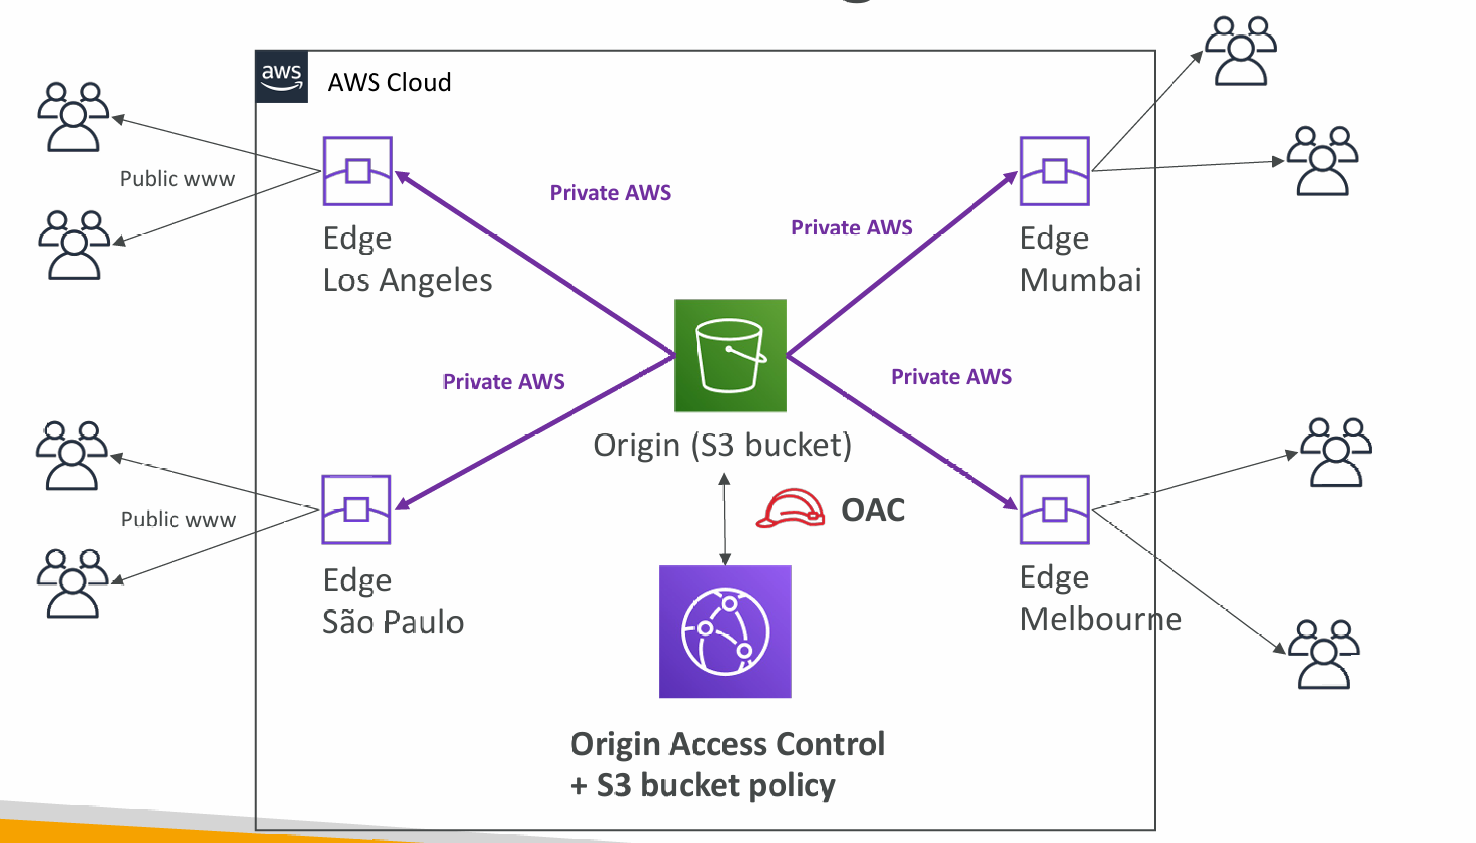 aws
AWS Cloud
Public www
Private AWS
Private AWS
Edge
Los Angeles
Edge
Mumbai
Private AWS
Private AWS
Origin (S3 bucket)
OAC
Public www
Edge
São Paulo
Edge
Melbourne
Origin Access Control
+ S3 bucket policy